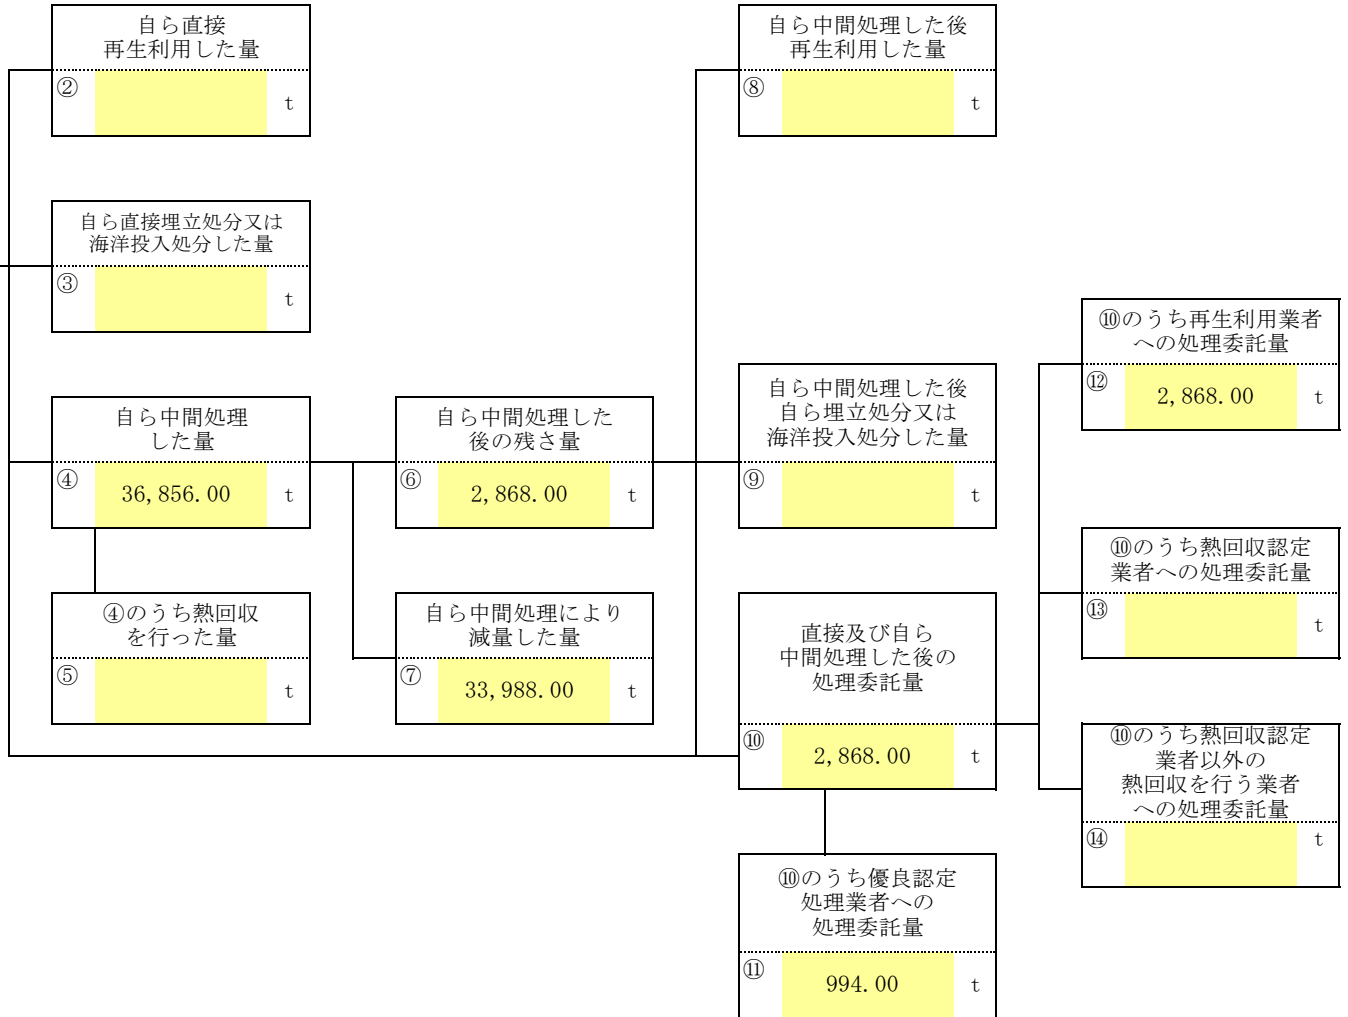 自ら直接
再生利用した量
②
t
自ら直接埋立処分又は
海洋投入処分した量
③
t
自ら中間処理
した量
④
36,856.00
t
④のうち熱回収
を行った量
⑤
t
自ら中間処理した
後の残さ量
⑥
2,868.00
t
自ら中間処理により
減量した量
⑦
33,988.00
t
自ら中間処理した後
再生利用した量
⑧
t
自ら中間処理した後
自ら埋立処分又は
海洋投入処分した量
⑨
t
直接及び自ら
中間処理した後の
処理委託量
⑩
2,868.00
t
⑩のうち優良認定
処理業者への
処理委託量
⑪
994.00
t
⑩のうち再生利用業者
への処理委託量
⑫
2,868.00
t
⑩のうち熱回収認定
業者への処理委託量
⑬
t
⑩のうち熱回収認定
業者以外の
熱回収を行う業者
への処理委託量
⑭
t